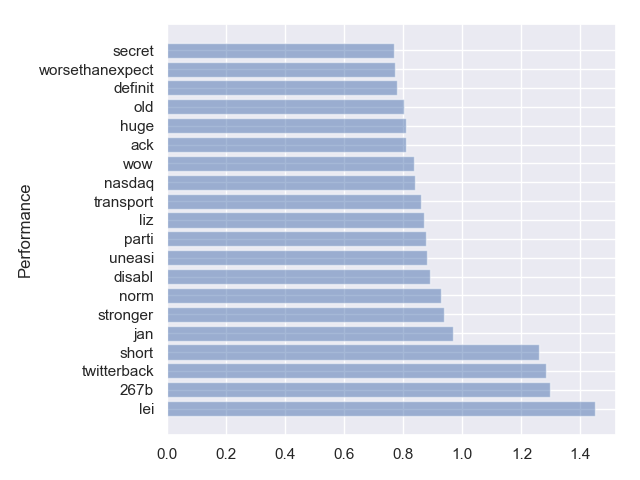 secret
worsethanexpect
definit
old
huge
ack
wow
nasdaq
transport
liz
parti
uneasi
disabl
norm
stronger
jan
short
twitterback
267b
lei
Performance
0.0 0.2 0.4 0.6 0.8 1.0 1.2 1.4